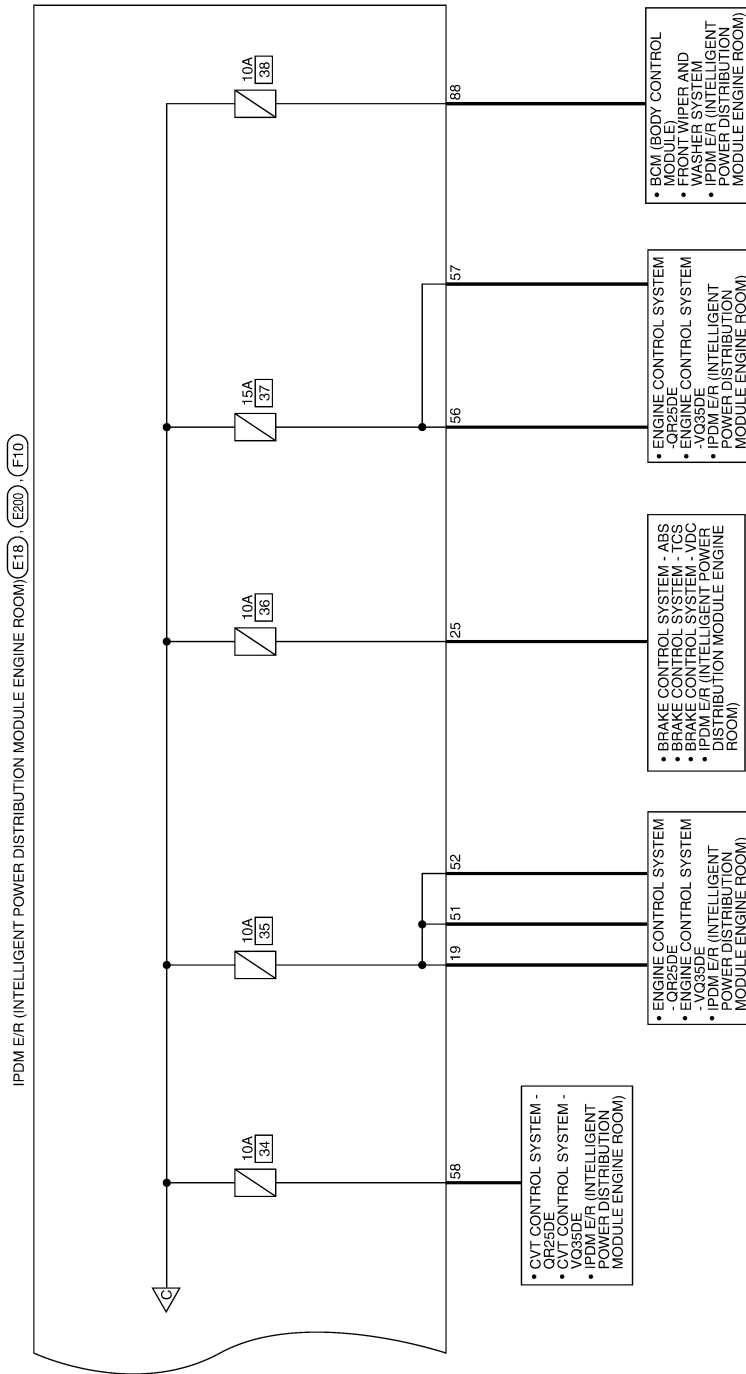 IPDM E/R (INTELLIGENT POWER DISTRIBUTION MODULE ENGINE ROOM) E18 , E200 , F10
C
10A
34
58
• CVT CONTROL SYSTEM -
QR25DE
• CVT CONTROL SYSTEM -
VQ35DE
• IPDM E/R (INTELLIGENT
POWER DISTRIBUTION
MODULE ENGINE ROOM)
10A
35
19
51
52
• ENGINE CONTROL SYSTEM
- QR25DE
• ENGINE CONTROL SYSTEM
- VQ35DE
• IPDM E/R (INTELLIGENT
POWER DISTRIBUTION
MODULE ENGINE ROOM)
10A
36
25
• BRAKE CONTROL SYSTEM - ABS
• BRAKE CONTROL SYSTEM - TCS
• BRAKE CONTROL SYSTEM - VDC
• IPDM E/R (INTELLIGENT POWER
DISTRIBUTION MODULE ENGINE
ROOM)
15A
37
56
57
• ENGINE CONTROL SYSTEM
-QR25DE
• ENGINE CONTROL SYSTEM
-VQ35DE
• IPDM E/R (INTELLIGENT
POWER DISTRIBUTION
MODULE ENGINE ROOM)
10A
38
88
• BCM (BODY CONTROL
MODULE)
• FRONT WIPER AND
WASHER SYSTEM
• IPDM E/R (INTELLIGENT
POWER DISTRIBUTION
MODULE ENGINE ROOM)